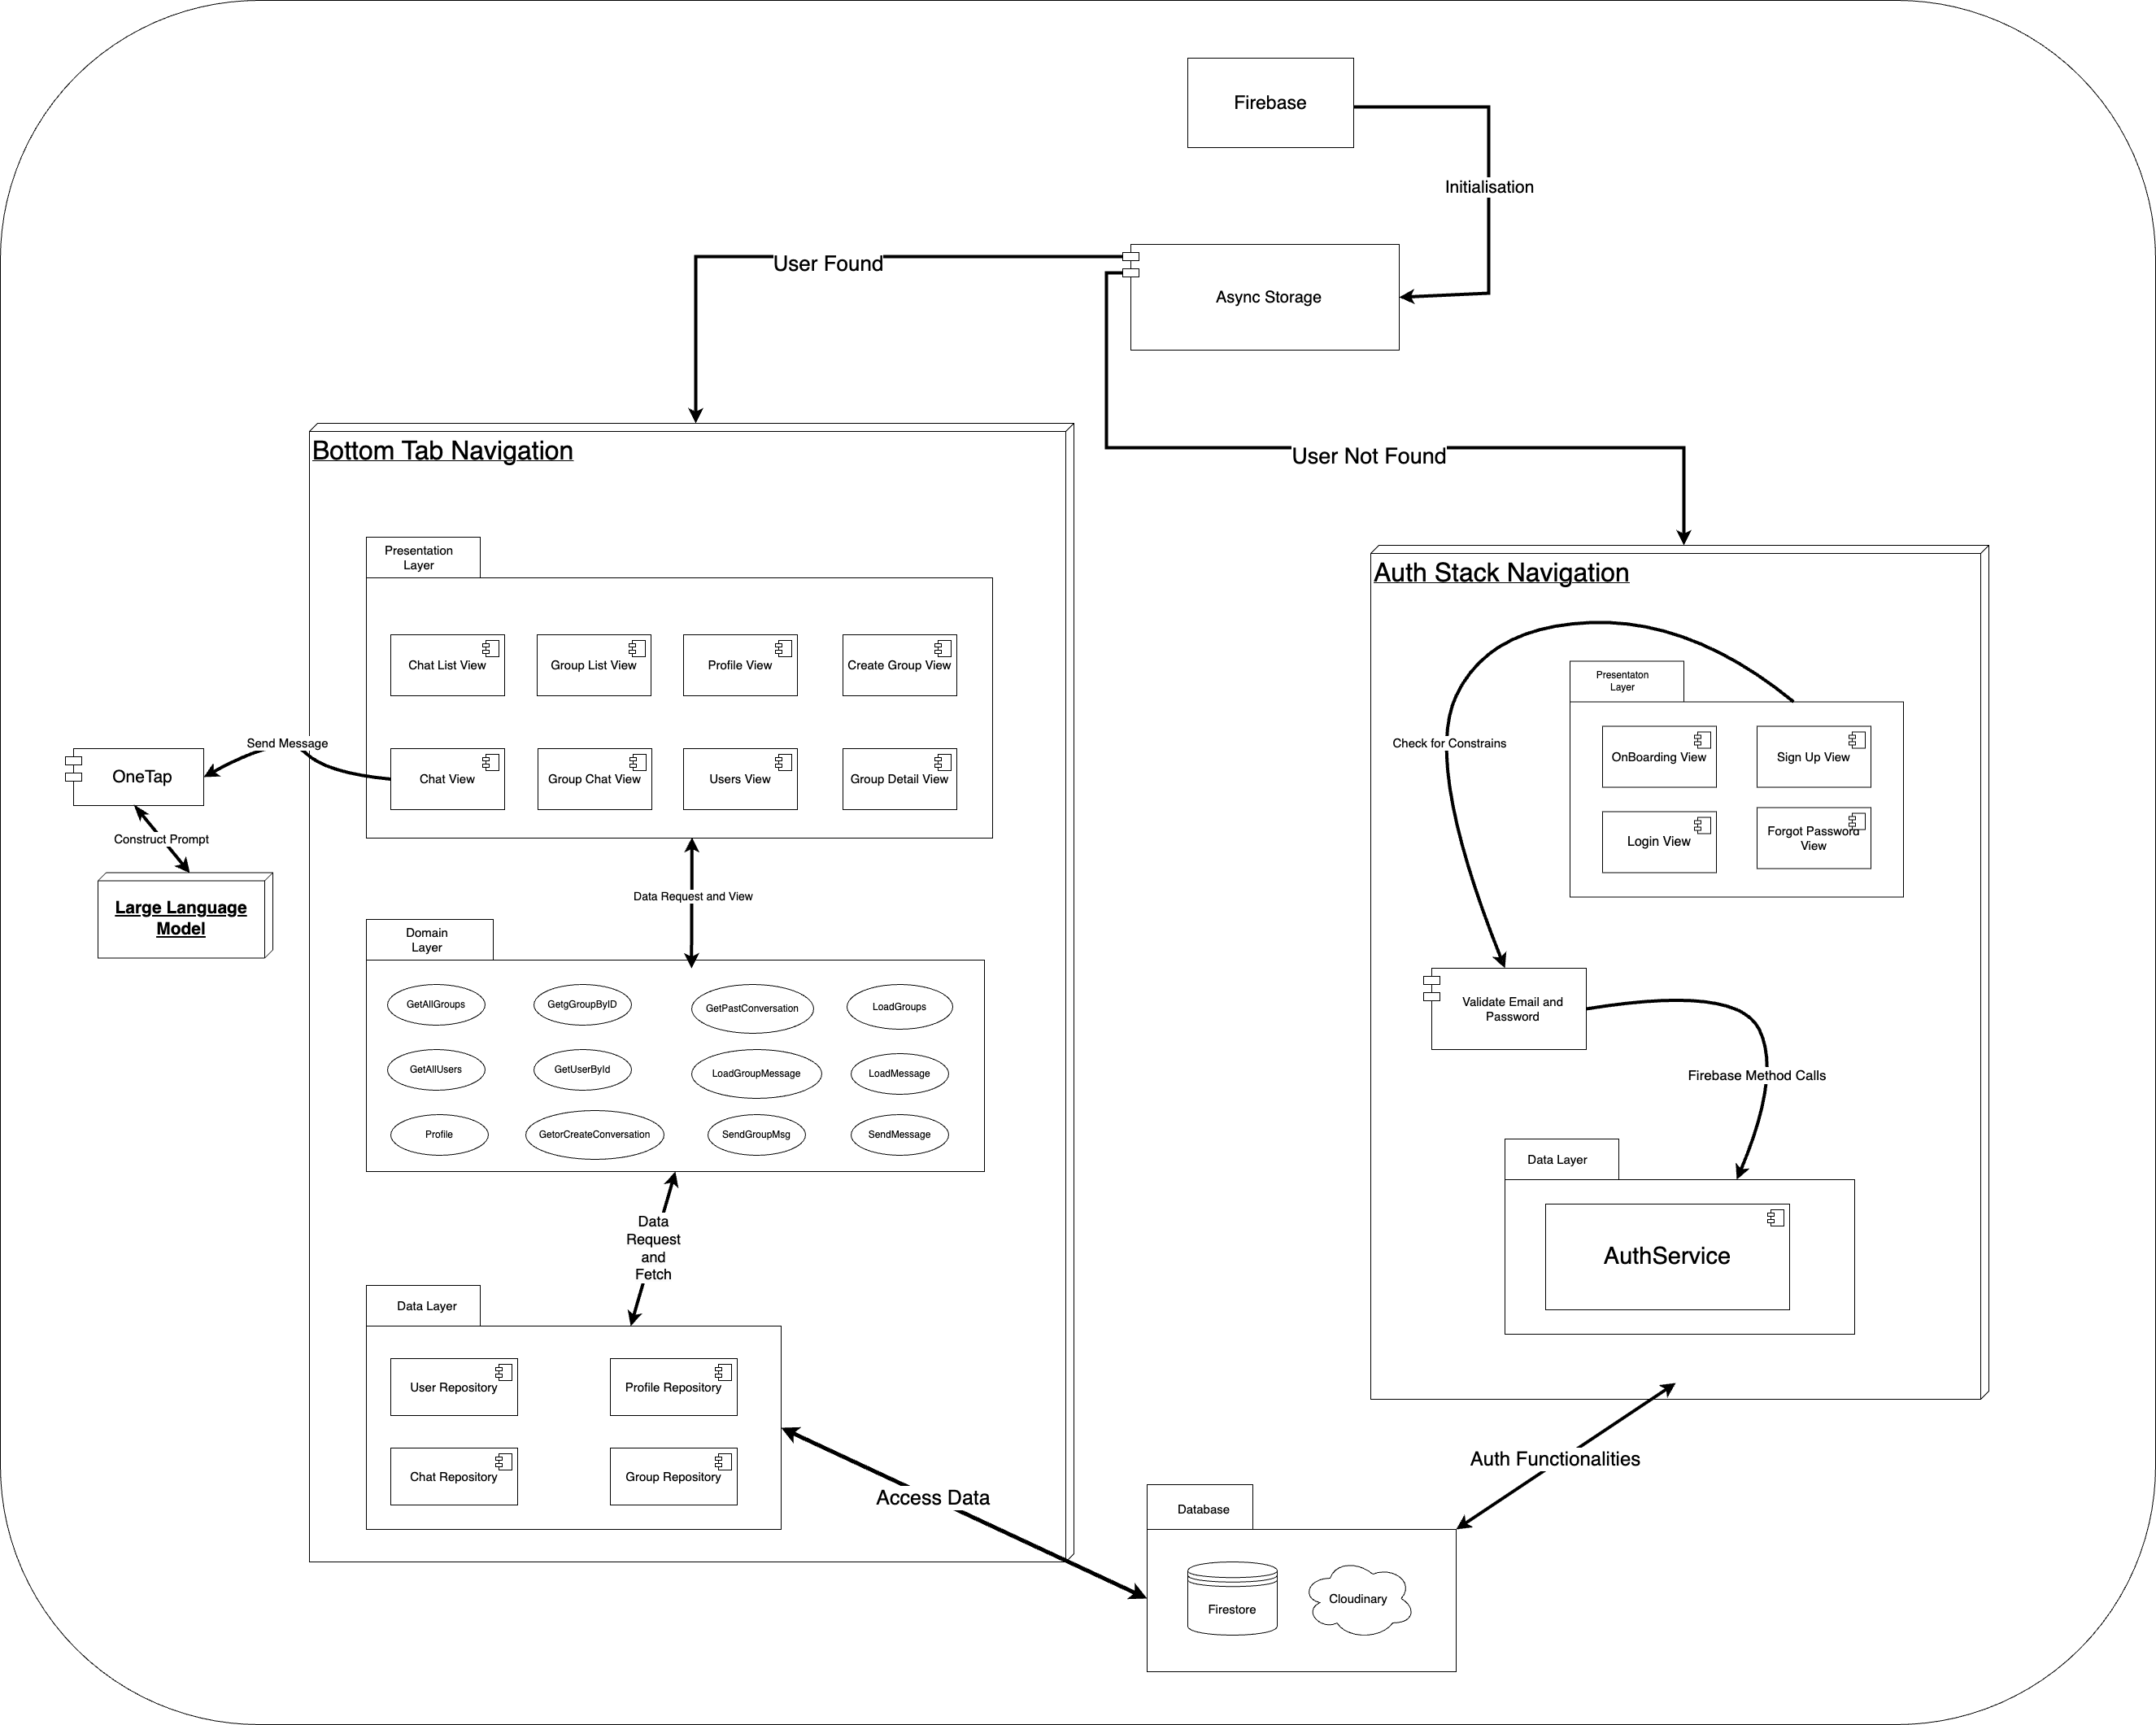 Firebase
Initialisation
User Found
Async Storage
Bottom Tab Navigation
User Not Found
Presentation
Layer
Auth Stack Navigation
Chat List View
Group List View
Profile View
Create Group View
Presentaton
Layer
Send Message
Check for Constrains
OnBoarding View
Sign Up View
OneTap
Chat View
Group Chat View
Users View
Group Detail View
Construct Prompt
Login View
Forgot Password
View
Large Language
Model
Data Request and View
Domain
Layer
GetAllGroups
GetgGroupByID
GetPastConversation
LoadGroups
Validate Email and
Password
GetAllUsers
GetUserById
LoadGroupMessage
LoadMessage
Firebase Method Calls
Profile
GetorCreateConversation
SendGroupMsg
SendMessage
Data Layer
Data
Request
and
Fetch
AuthService
Data Layer
User Repository
Profile Repository
Chat Repository
Group Repository
Auth Functionalities
Access Data
Database
Firestore
Cloudinary